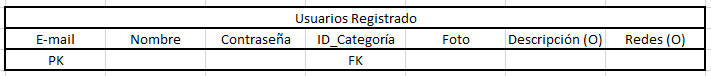 Usuarios Registrado
E-mail Nombre Contraseña ID_Categoría Foto Descripción (O) Redes (O)
PK FK